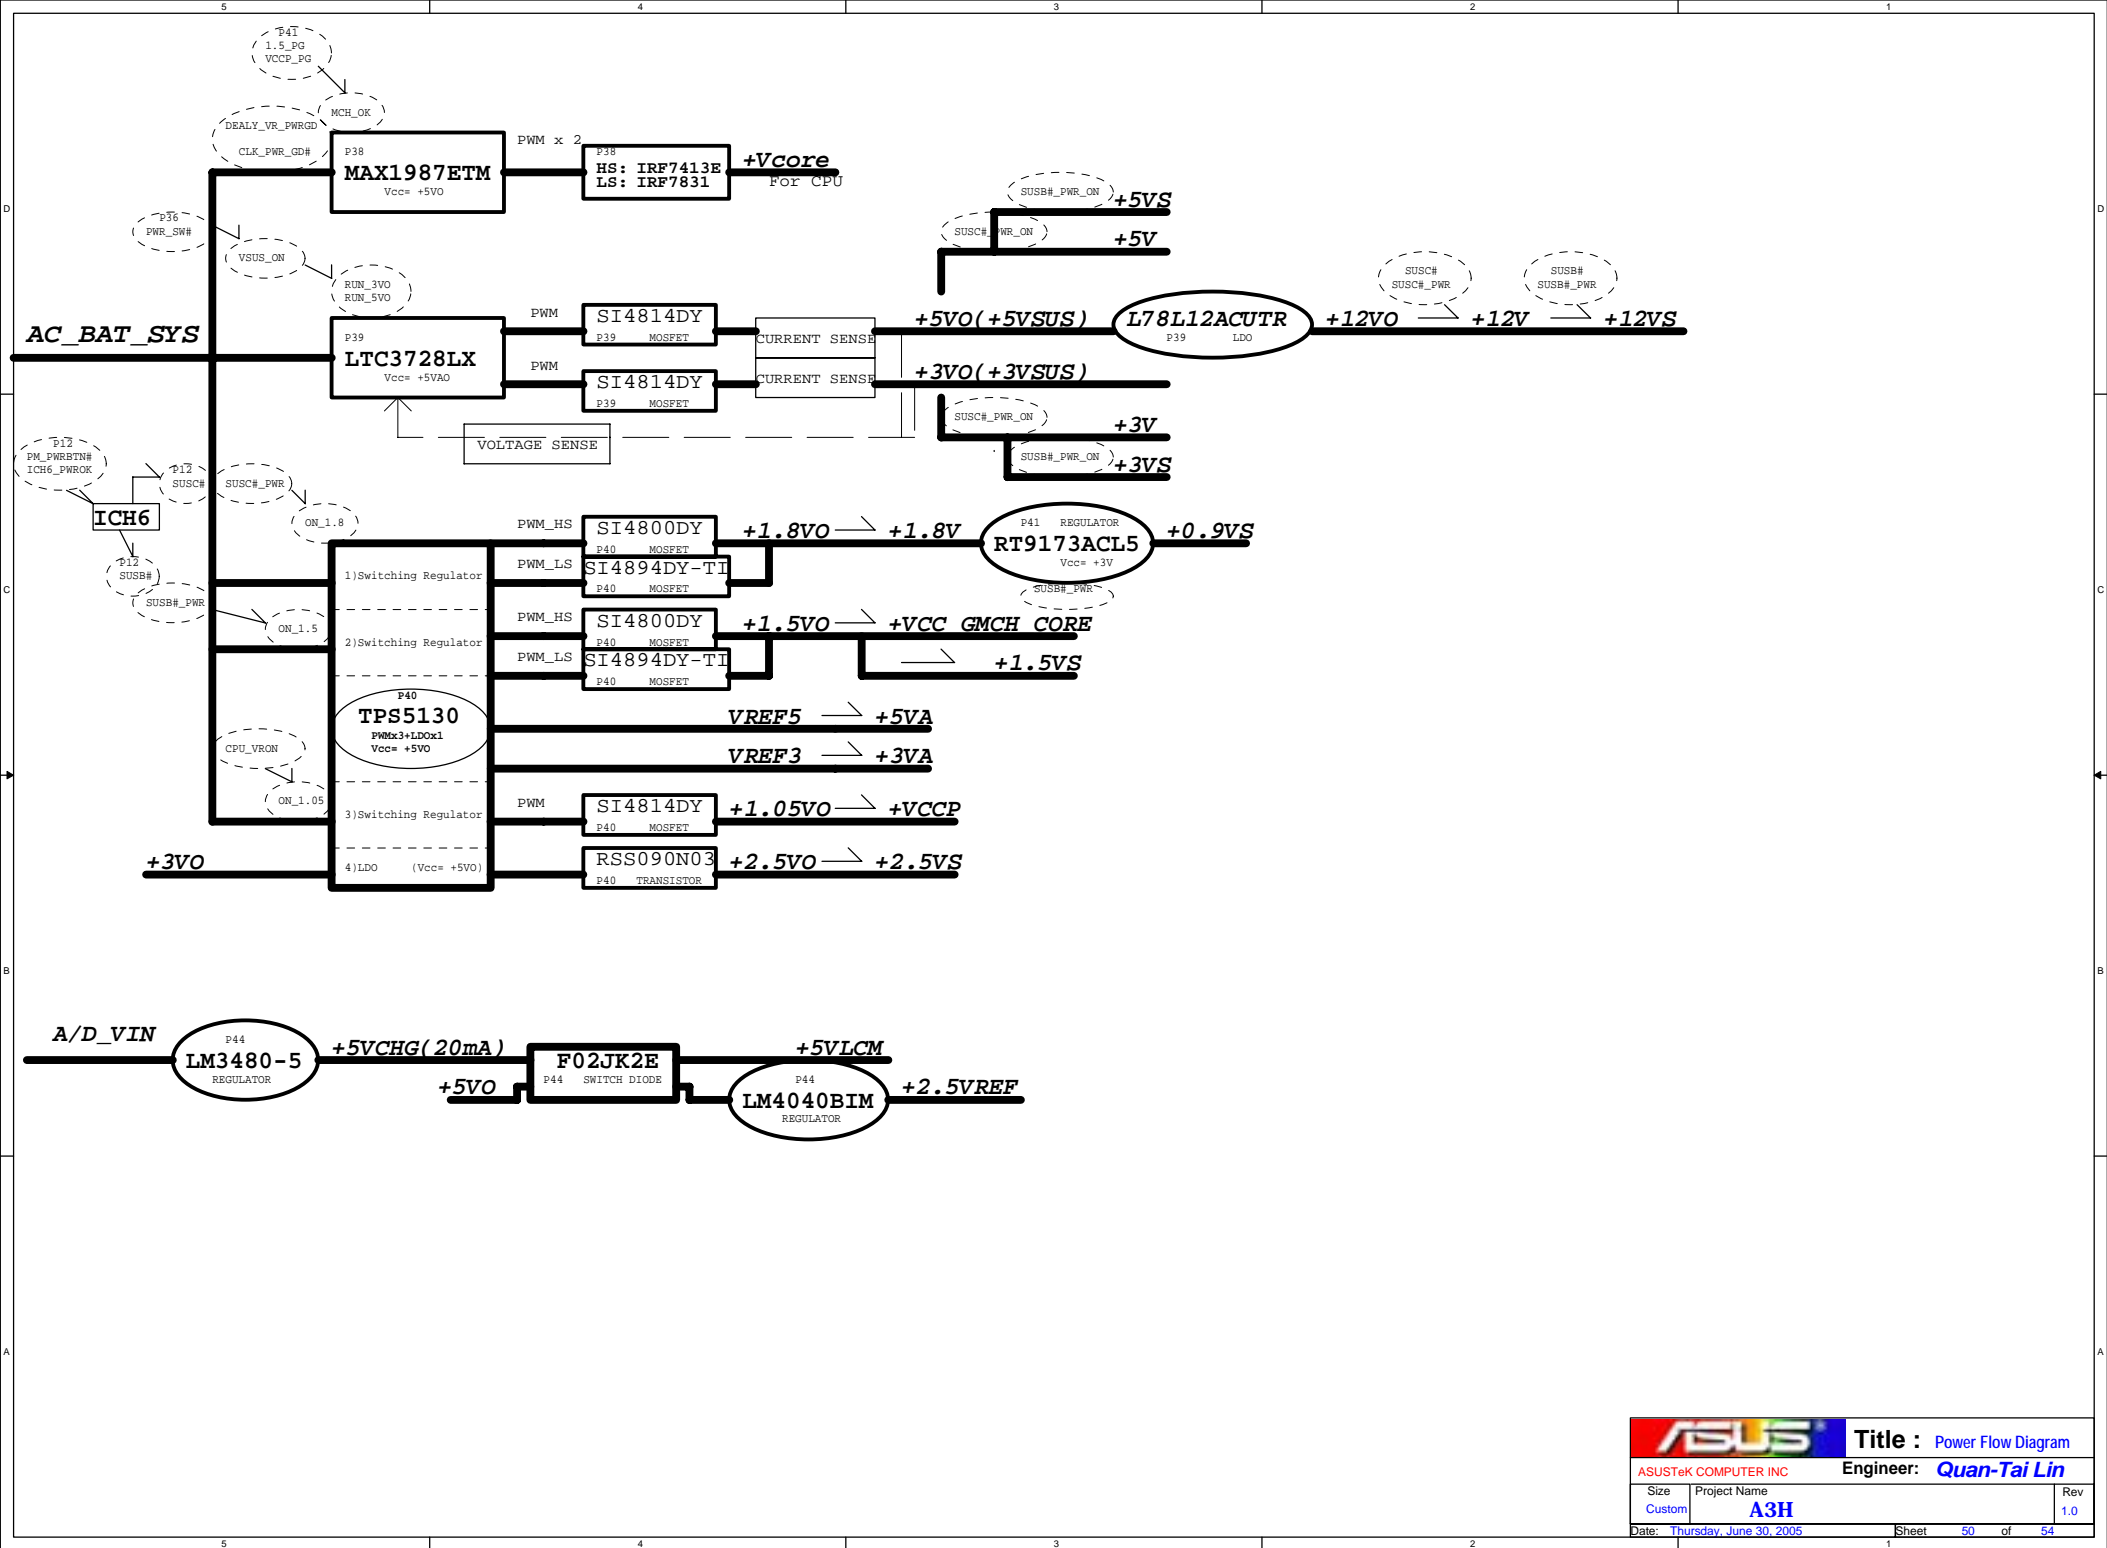 5 4 3 2 1
P41
1.5_PG
VCCP_PG
MCH_OK
DEALY_VR_PWRGD
CLK_PWR_GD#
P38
MAX1987ETM
Vcc= +5VO
PWM x 2
P38
HS: IRF7413E
LS: IRF7831
+Vcore
For CPU
D
D
P36
PWR_SW#
VSUS_ON
RUN_3VO
RUN_5VO
SUSB#_PWR_ON
+5VS
SUSC#_PWR_ON
+5V
SUSC#
SUSC#_PWR
SUSB#
SUSB#_PWR
AC_BAT_SYS
P39
LTC3728LX
Vcc= +5VAO
PWM
SI4814DY
P39 MOSFET
CURRENT SENSE
+5VO(+5VSUS)
L78L12ACUTR
P39 LDO
+12VO
+12V
+12VS
PWM
SI4814DY
P39 MOSFET
CURRENT SENSE
+3VO(+3VSUS)
SUSC#_PWR_ON
+3V
SUSB#_PWR_ON
+3VS
VOLTAGE SENSE
P12
PM_PWRBTN#
ICH6_PWROK
P12
SUSC#
SUSC#_PWR
ICH6
ON_1.8
P12
SUSB#
SUSB#_PWR
ON_1.5
C
C
1)Switching Regulator
PWM_HS
SI4800DY
P40 MOSFET
+1.8VO
+1.8V
P41 REGULATOR
RT9173ACL5
Vcc= +3V
SUSB#_PWR
+0.9VS
PWM_LS
SI4894DY-TI
P40 MOSFET
2)Switching Regulator
PWM_HS
SI4800DY
P40 MOSFET
+1.5VO
+VCC GMCH CORE
PWM_LS
SI4894DY-TI
P40 MOSFET
+1.5VS
P40
TPS5130
PWMx3+LDOx1
Vcc= +5VO
VREF5
+5VA
VREF3
+3VA
CPU_VRON
ON_1.05
3)Switching Regulator
PWM
SI4814DY
P40 MOSFET
+1.05VO
+VCCP
+3VO
4)LDO (Vcc= +5VO)
RSS090N03
P40 TRANSISTOR
+2.5VO
+2.5VS
B
B
A/D_VIN
P44
LM3480-5
REGULATOR
+5VCHG(20mA)
+5VO
F02JK2E
P44 SWITCH DIODE
+5VLCM
P44
LM4040BIM
REGULATOR
+2.5VREF
A
A
ASUS
Title : Power Flow Diagram
ASUSTeK COMPUTER INC
Engineer: Quan-Tai Lin
Size
Custom
Project Name
A3H
Rev
1.0
Date: Thursday, June 30, 2005
Sheet 50 of 54
5 4 3 2 1